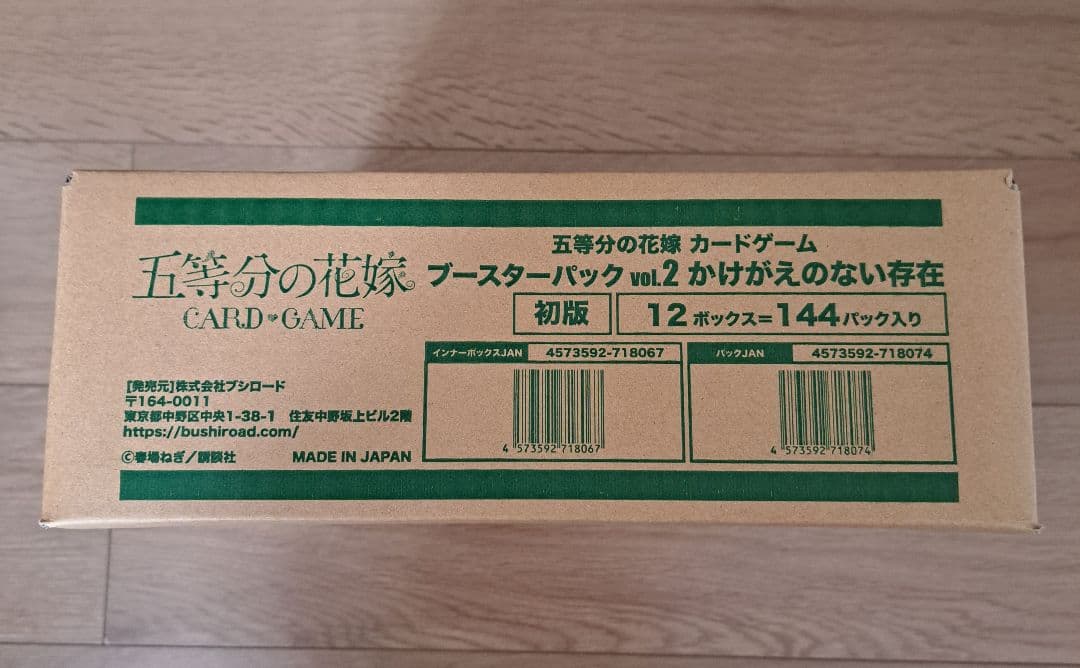 五等分の花嫁
CARD GAME
五等分の花嫁 カードゲーム
ブースターパック vol.2 かけがえのない存在
初版
12ボックス=144パック入り
インナーボックスJAN 4573592-718067
4 573592 718067
パックJAN 4573592-718074
4 573592 718074
[発売元]株式会社ブシロード
〒164-0011
東京都中野区中央1-38-1 住友中野坂上ビル2階
https://bushiroad.com/
©春場ねぎ／講談社 MADE IN JAPAN